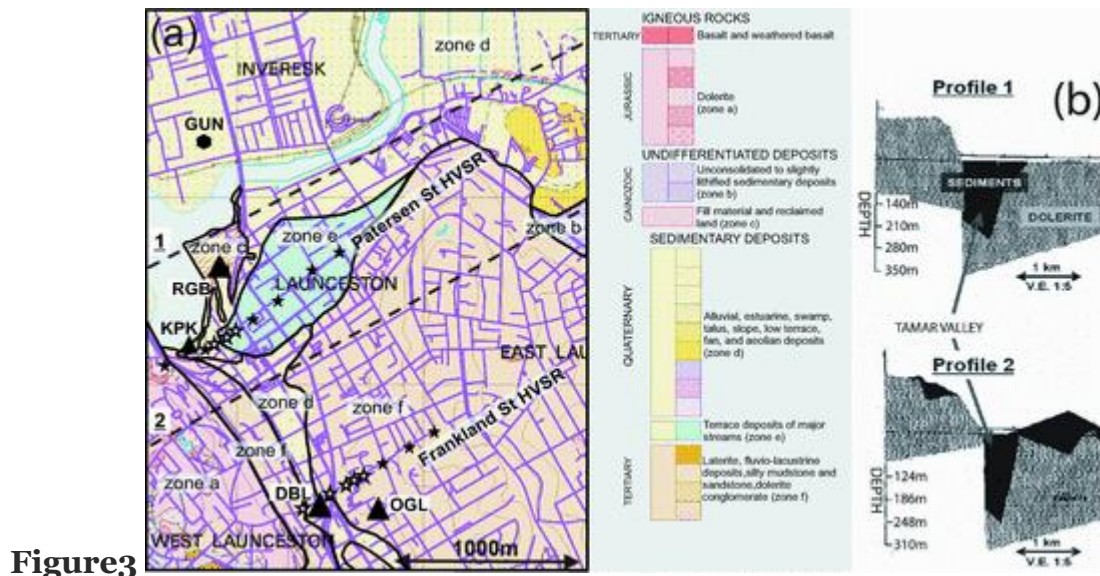 (a)
zone d
INVERESK
GUN
1
zone c
zone e
Patersen St HVSR
zone b
RGB
LAUNCESTON
KPK
EAST LAU
2
zone d
zone f
Frankland St HVSR
zone f
zone a
DBL
OGL
WEST LAUNCESTON
1000m
IGNEOUS ROCKS
TERTIARY
Basalt and weathered basalt
JURASSIC
Dolerite
(zone a)
UNDIFFERENTIATED DEPOSITS
CAINOZOIC
Unconsolidated to slightly
lithified sedimentary deposits
(zone b)
Fill material and reclaimed
land (zone c)
SEDIMENTARY DEPOSITS
QUATERNARY
Alluvial, estuarine, swamp,
talus, slope, low terrace,
fan, and aeolian deposits
(zone d)
Terrace deposits of major
streams (zone e)
TERTIARY
Laterite, fluvio-lacustrine
deposits,silty mudstone and
sandstone,dolerite
conglomerate (zone f)
Profile 1
(b)
SEDIMENTS
DOLERITE
DEPTH
140m
210m
280m
350m
1 km
V.E. 1:5
TAMAR VALLEY
Profile 2
DEPTH
124m
186m
248m
310m
1 km
V.E. 1:5
Figure3